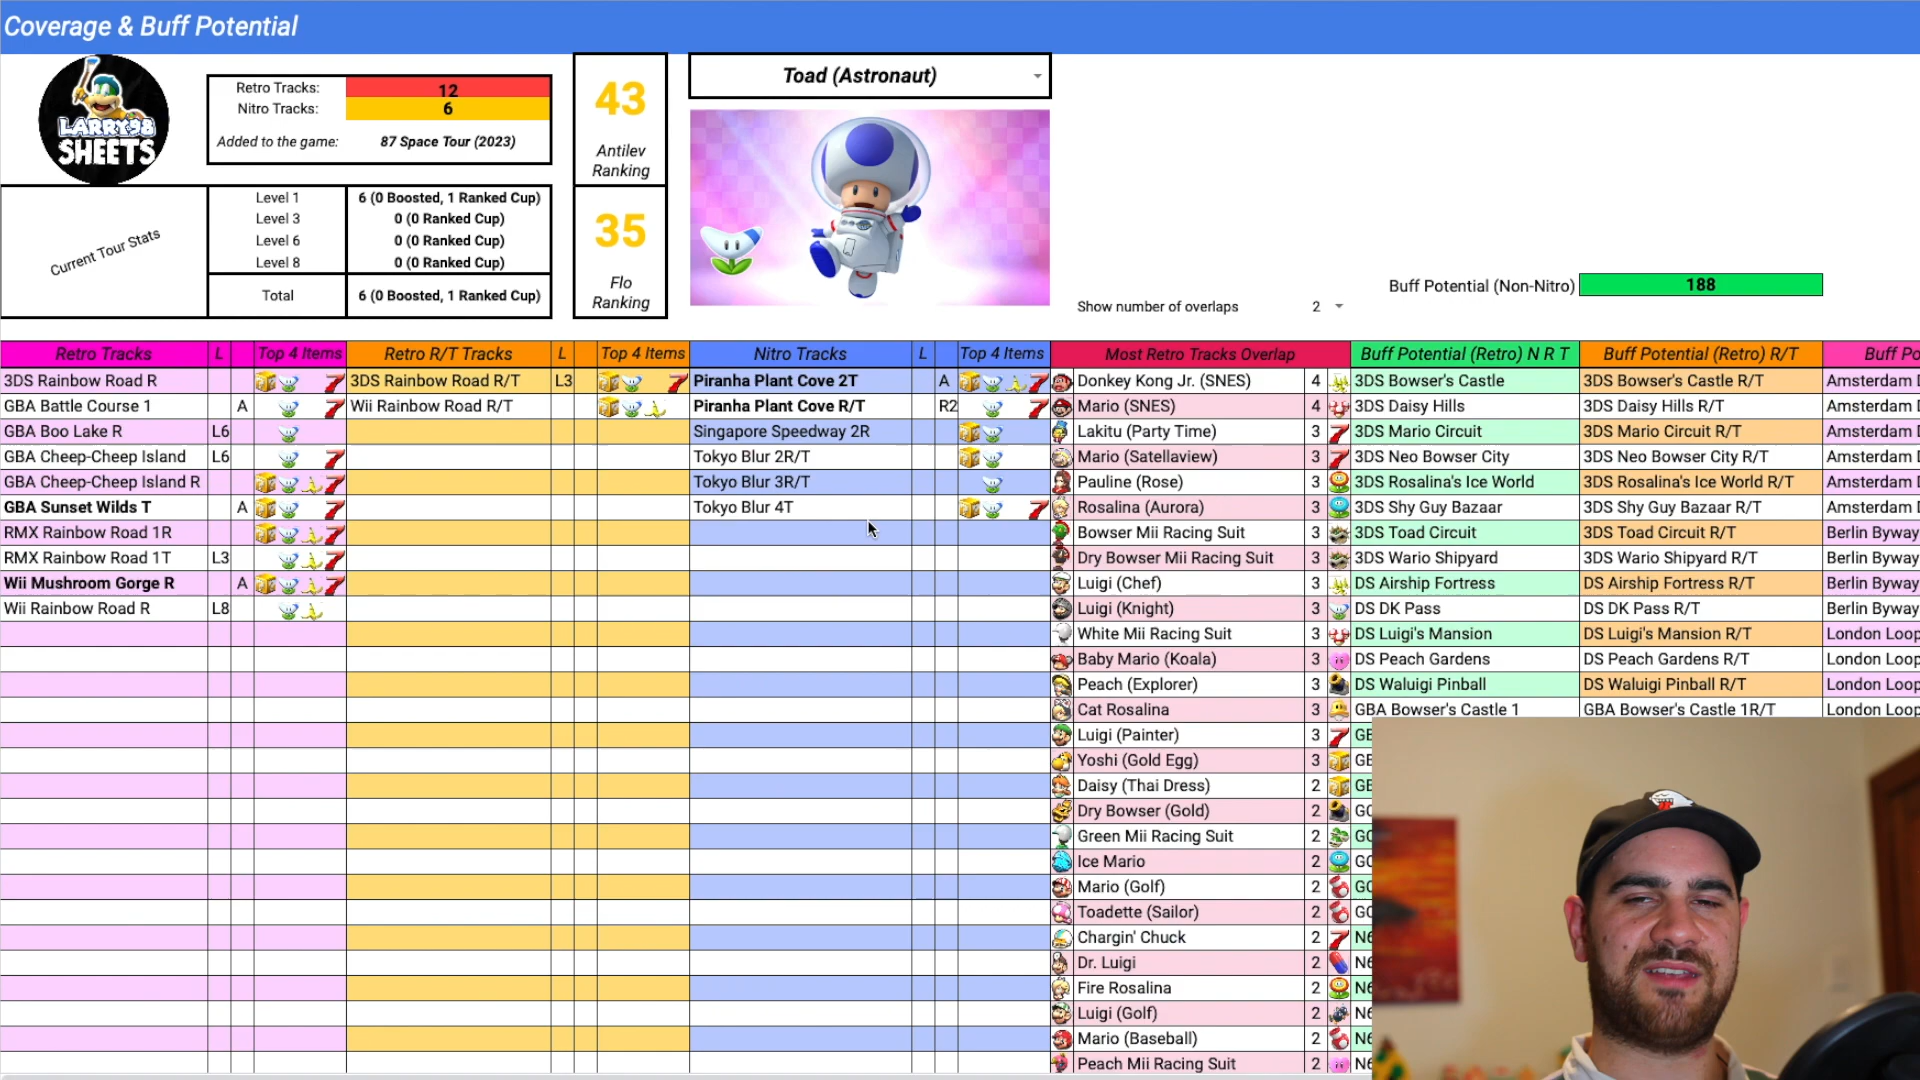 Coverage & Buff Potential
LARRY98
SHEETS
Retro Tracks: 12
Nitro Tracks: 6
Added to the game: 87 Space Tour (2023)
Current Tour Stats
Level 1 6 (0 Boosted, 1 Ranked Cup)
Level 3 0 (0 Ranked Cup)
Level 6 0 (0 Ranked Cup)
Level 8 0 (0 Ranked Cup)
Total 6 (0 Boosted, 1 Ranked Cup)
43
Antilev
Ranking
35
Flo
Ranking
Toad (Astronaut)
Show number of overlaps 2
Buff Potential (Non-Nitro) 188
Retro Tracks L Top 4 Items Retro R/T Tracks L Top 4 Items Nitro Tracks L Top 4 Items Most Retro Tracks Overlap Buff Potential (Retro) N R T Buff Potential (Retro) R/T Buff Po
3DS Rainbow Road R 3DS Rainbow Road R/T L3 Piranha Plant Cove 2T A Donkey Kong Jr. (SNES) 4 3DS Bowser's Castle 3DS Bowser's Castle R/T Amsterdam D
GBA Battle Course 1 A Wii Rainbow Road R/T Piranha Plant Cove R/T R2 Mario (SNES) 4 3DS Daisy Hills 3DS Daisy Hills R/T Amsterdam D
GBA Boo Lake R L6 Singapore Speedway 2R Lakitu (Party Time) 3 3DS Mario Circuit 3DS Mario Circuit R/T Amsterdam D
GBA Cheep-Cheep Island L6 Tokyo Blur 2R/T Mario (Satellaview) 3 3DS Neo Bowser City 3DS Neo Bowser City R/T Amsterdam D
GBA Cheep-Cheep Island R Tokyo Blur 3R/T Pauline (Rose) 3 3DS Rosalina's Ice World 3DS Rosalina's Ice World R/T Amsterdam D
GBA Sunset Wilds T A Tokyo Blur 4T Rosalina (Aurora) 3 3DS Shy Guy Bazaar 3DS Shy Guy Bazaar R/T Amsterdam D
RMX Rainbow Road 1R Bowser Mii Racing Suit 3 3DS Toad Circuit 3DS Toad Circuit R/T Berlin Byway
RMX Rainbow Road 1T L3 Dry Bowser Mii Racing Suit 3 3DS Wario Shipyard 3DS Wario Shipyard R/T Berlin Byway
Wii Mushroom Gorge R A Luigi (Chef) 3 DS Airship Fortress DS Airship Fortress R/T Berlin Byway
Wii Rainbow Road R L8 Luigi (Knight) 3 DS DK Pass DS DK Pass R/T Berlin Byway
White Mii Racing Suit 3 DS Luigi's Mansion DS Luigi's Mansion R/T London Loop
Baby Mario (Koala) 3 DS Peach Gardens DS Peach Gardens R/T London Loop
Peach (Explorer) 3 DS Waluigi Pinball DS Waluigi Pinball R/T London Loop
Cat Rosalina 3 GBA Bowser's Castle 1 GBA Bowser's Castle 1R/T London Loop
Luigi (Painter) 3 GE
Yoshi (Gold Egg) 3 GE
Daisy (Thai Dress) 2 GE
Dry Bowser (Gold) 2 GC
Green Mii Racing Suit 2 GC
Ice Mario 2 GC
Mario (Golf) 2 GC
Toadette (Sailor) 2 GC
Chargin' Chuck 2 N6
Dr. Luigi 2 N6
Fire Rosalina 2 N6
Luigi (Golf) 2 N6
Mario (Baseball) 2 N6
Peach Mii Racing Suit 2 N6